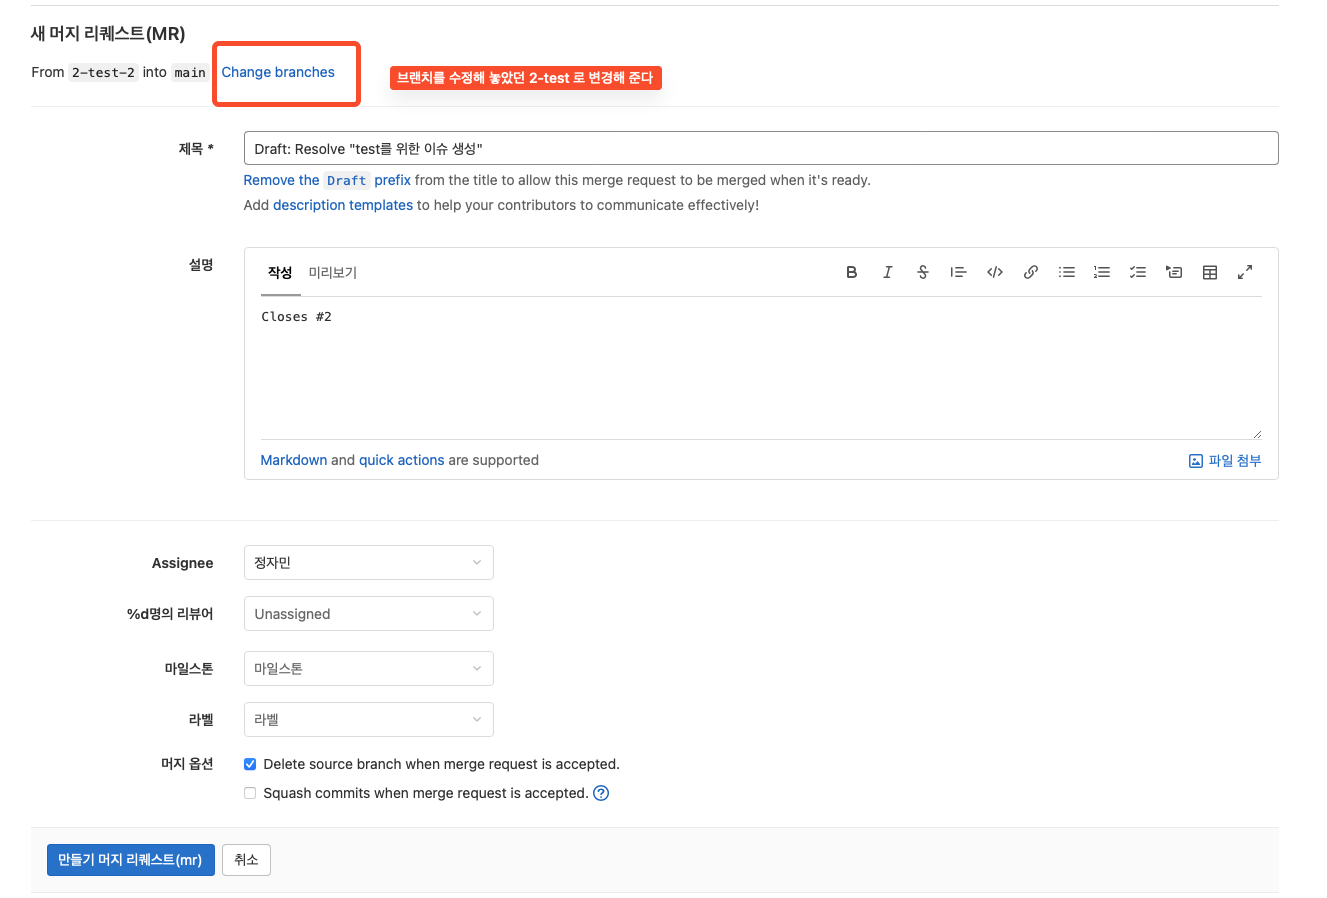 새 머지 리퀘스트(MR)
From 2-test-2 into main Change branches
브랜치를 수정해 놓았던 2-test 로 변경해 준다
제목 *
Draft: Resolve "test를 위한 이슈 생성"
Remove the Draft prefix from the title to allow this merge request to be merged when it's ready.
Add description templates to help your contributors to communicate effectively!
설명
작성 미리보기
Closes #2
Markdown and quick actions are supported
파일 첨부
Assignee
정자민
%d명의 리뷰어
Unassigned
마일스톤
마일스톤
라벨
라벨
머지 옵션
Delete source branch when merge request is accepted.
Squash commits when merge request is accepted.
만들기 머지 리퀘스트(mr) 취소